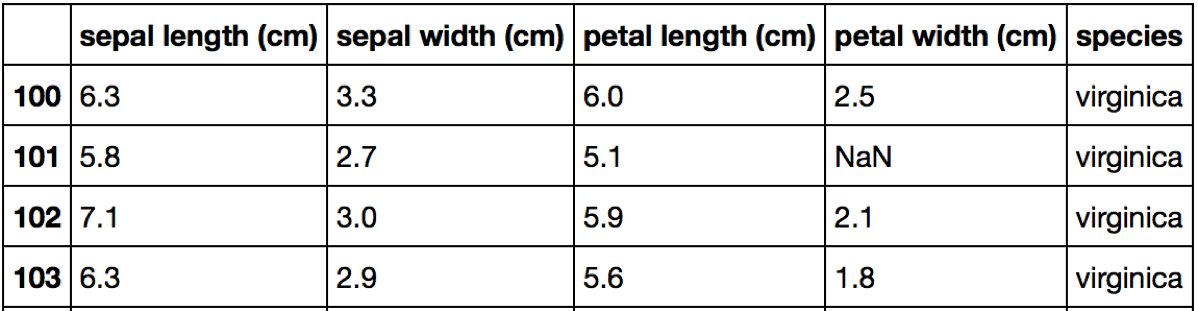 sepal length (cm) sepal width (cm) petal length (cm) petal width (cm) species
100 6.3 3.3 6.0 2.5 virginica
101 5.8 2.7 5.1 NaN virginica
102 7.1 3.0 5.9 2.1 virginica
103 6.3 2.9 5.6 1.8 virginica